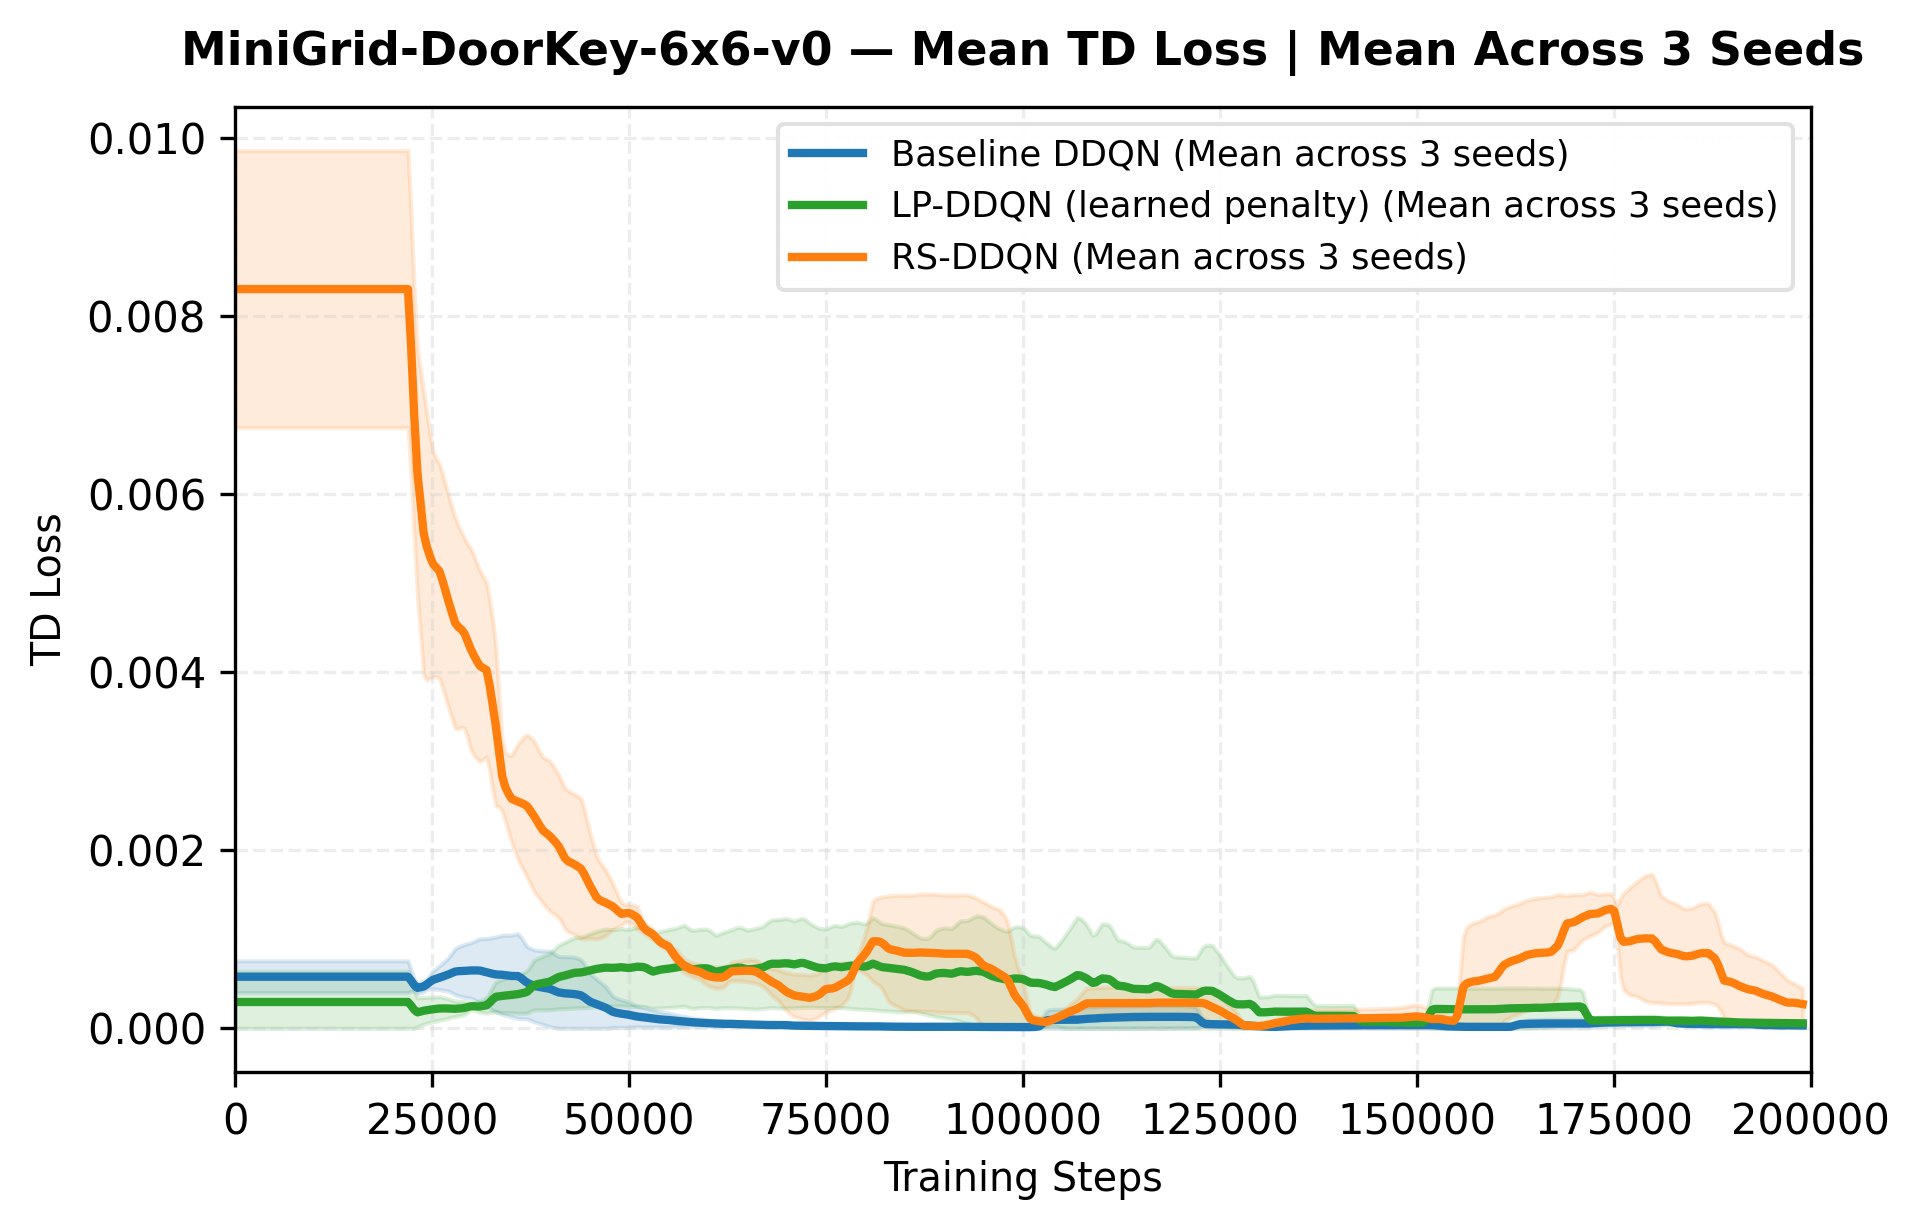 MiniGrid-DoorKey-6x6-v0 — Mean TD Loss | Mean Across 3 Seeds
Baseline DDQN (Mean across 3 seeds)
LP-DDQN (learned penalty) (Mean across 3 seeds)
RS-DDQN (Mean across 3 seeds)
TD Loss
0.010
0.008
0.006
0.004
0.002
0.000
0 25000 50000 75000 100000 125000 150000 175000 200000
Training Steps